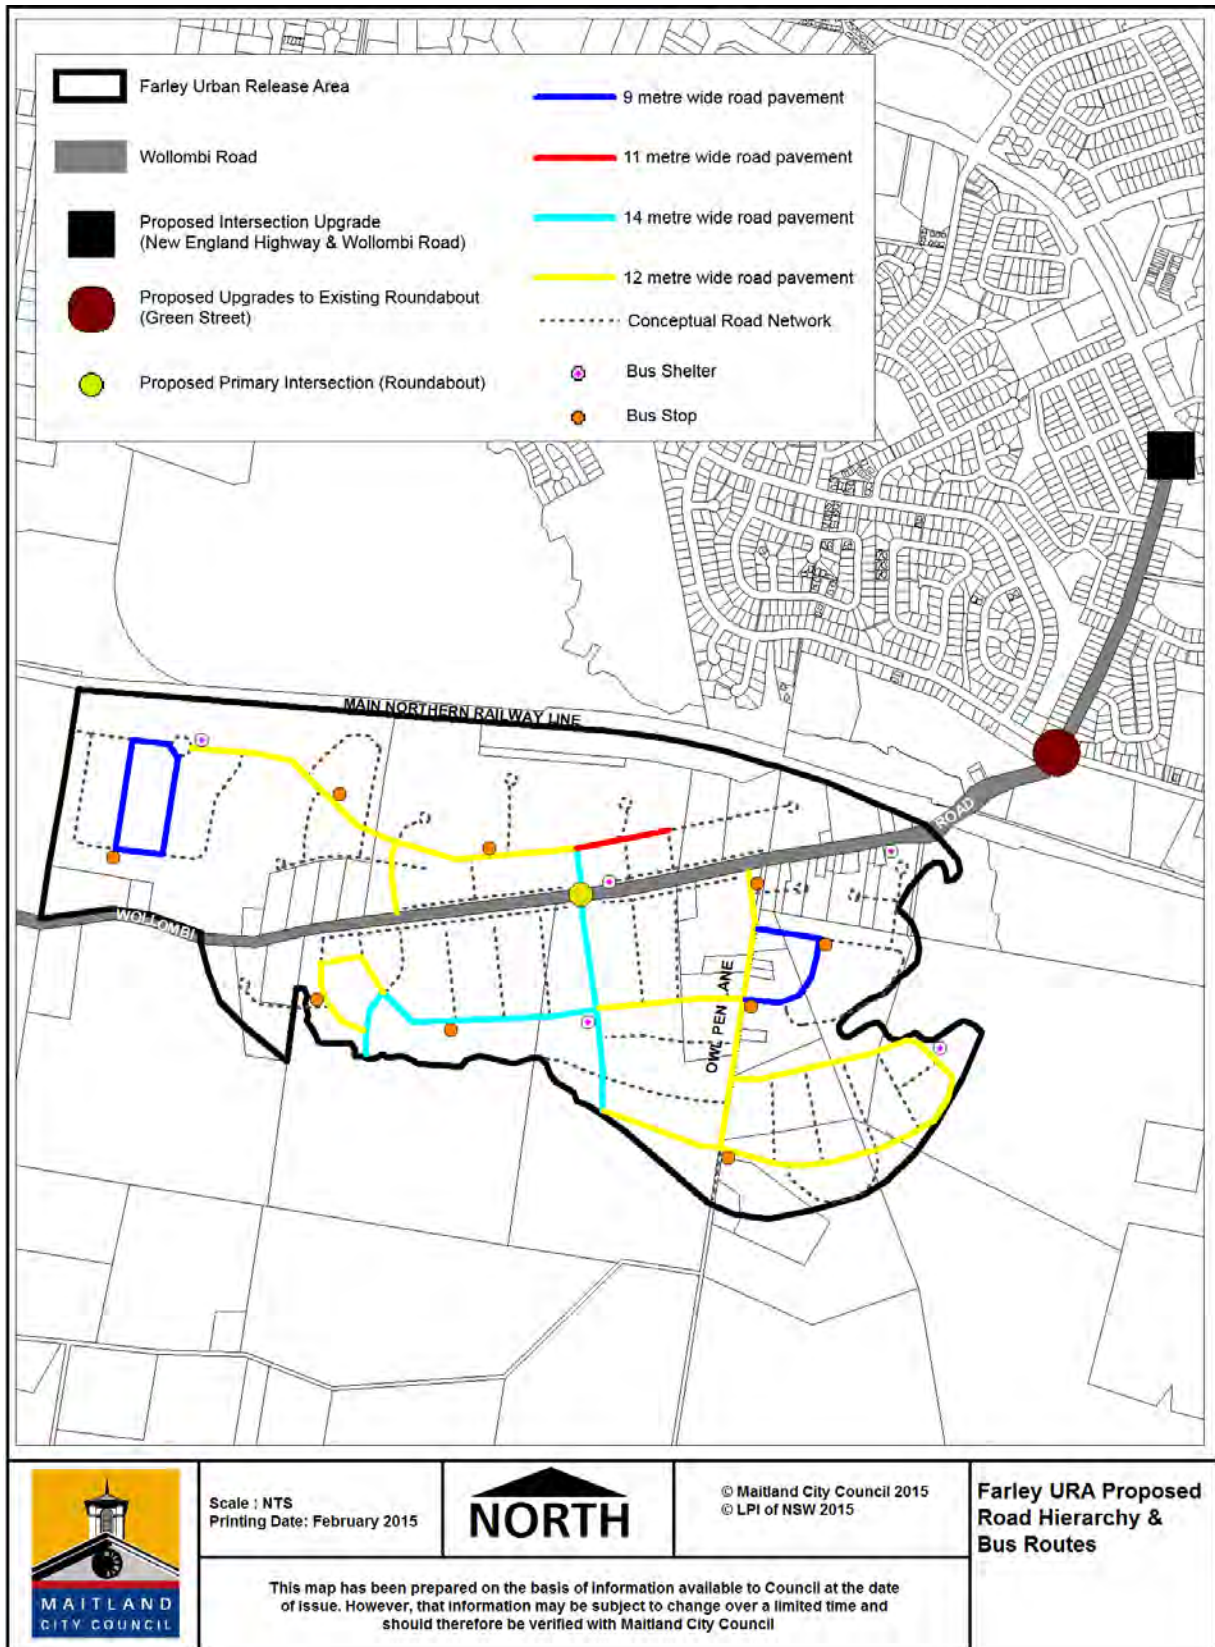 Farley Urban Release Area
Wollombi Road
Proposed Intersection Upgrade
(New England Highway & Wollombi Road)
Proposed Upgrades to Existing Roundabout
(Green Street)
Proposed Primary Intersection (Roundabout)
9 metre wide road pavement
11 metre wide road pavement
14 metre wide road pavement
12 metre wide road pavement
Conceptual Road Network
Bus Shelter
Bus Stop
MAIN NORTHERN RAILWAY LINE
ROAD
WOLLOMBI
OWL PEN LANE
MAITLAND
CITY COUNCIL
Scale : NTS
Printing Date: February 2015
NORTH
© Maitland City Council 2015
© LPI of NSW 2015
Farley URA Proposed
Road Hierarchy &
Bus Routes
This map has been prepared on the basis of information available to Council at the date
of issue. However, that information may be subject to change over a limited time and
should therefore be verified with Maitland City Council